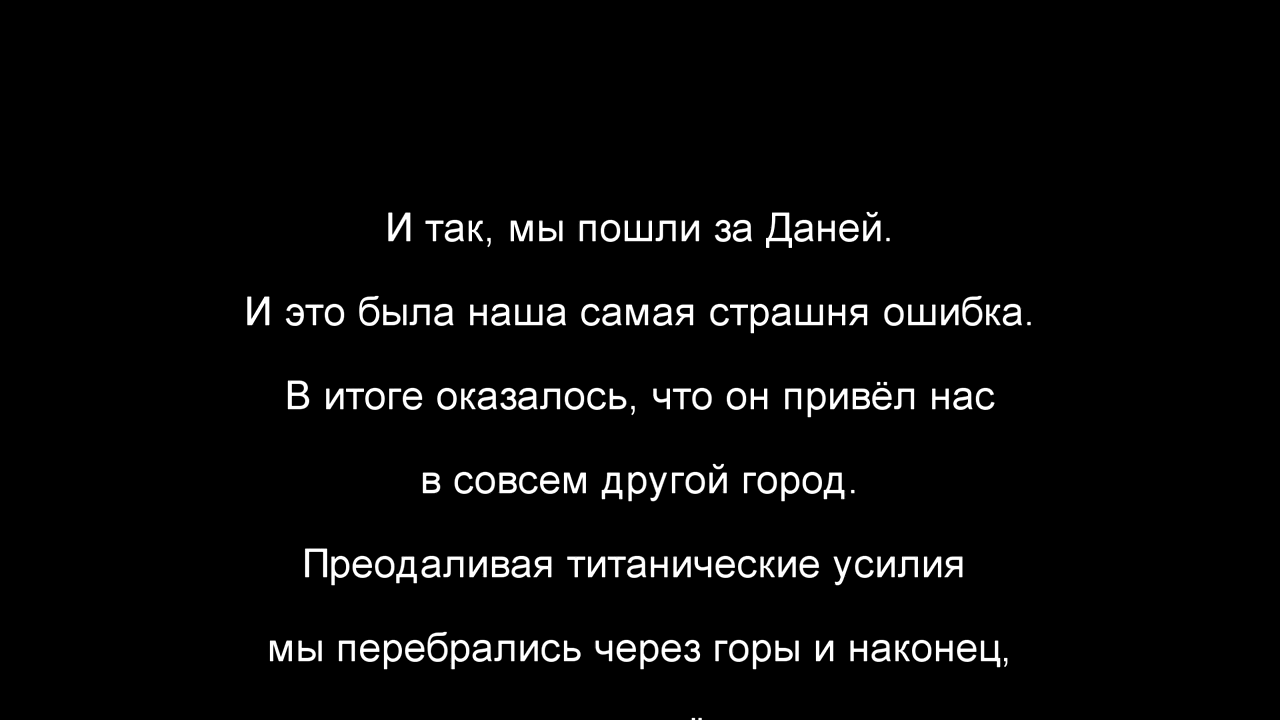 И так, мы пошли за Даней.
И это была наша самая страшня ошибка.
В итоге оказалось, что он привёл нас
в совсем другой город.
Преодаливая титанические усилия
мы перебрались через горы и наконец,